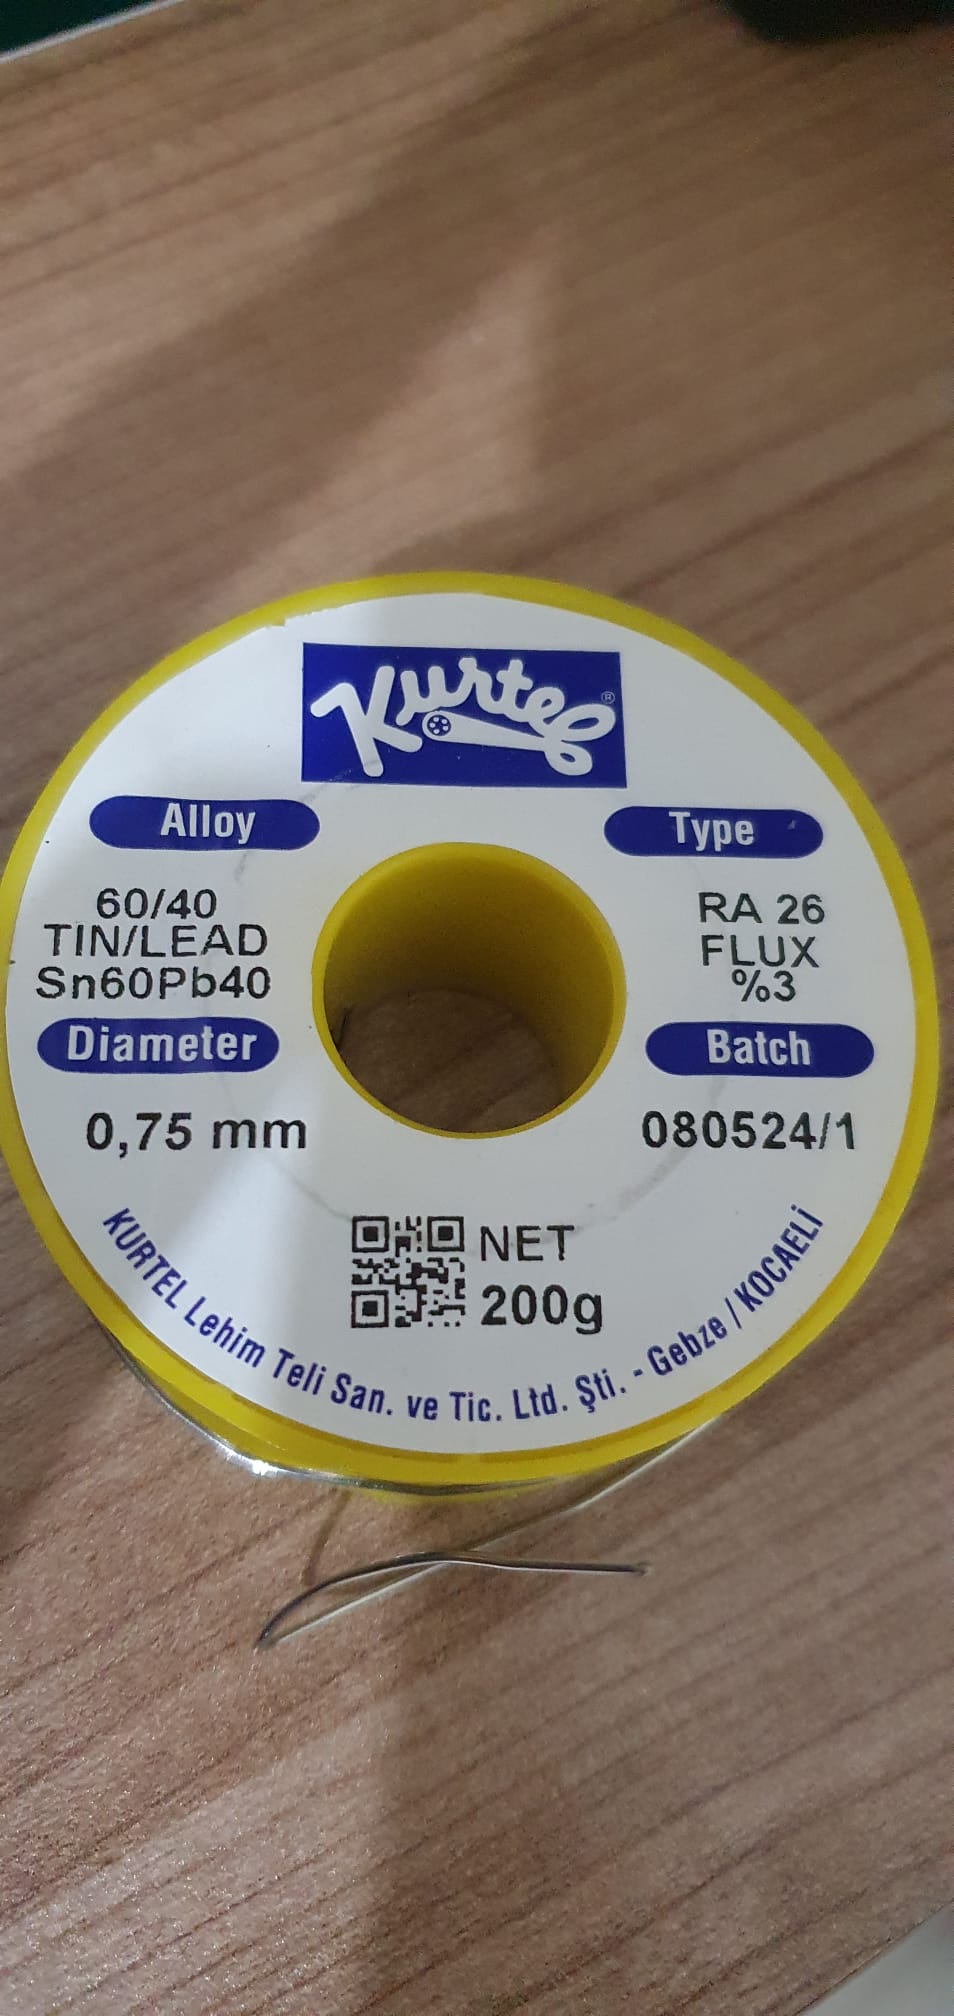 Kurtel®
Alloy
60/40
TIN/LEAD
Sn60Pb40
Type
RA 26
FLUX
%3
Diameter
0,75 mm
Batch
080524/1
NET
200g
KURTEL Lehim Teli San. ve Tic. Ltd. Şti. - Gebze / KOCAELİ